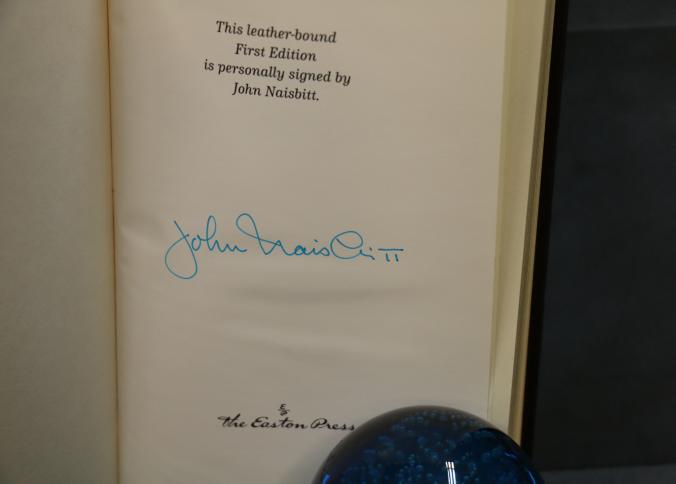 This leather-bound
First Edition
is personally signed by
John Naisbitt.
John Naisbitt
the Easton Press